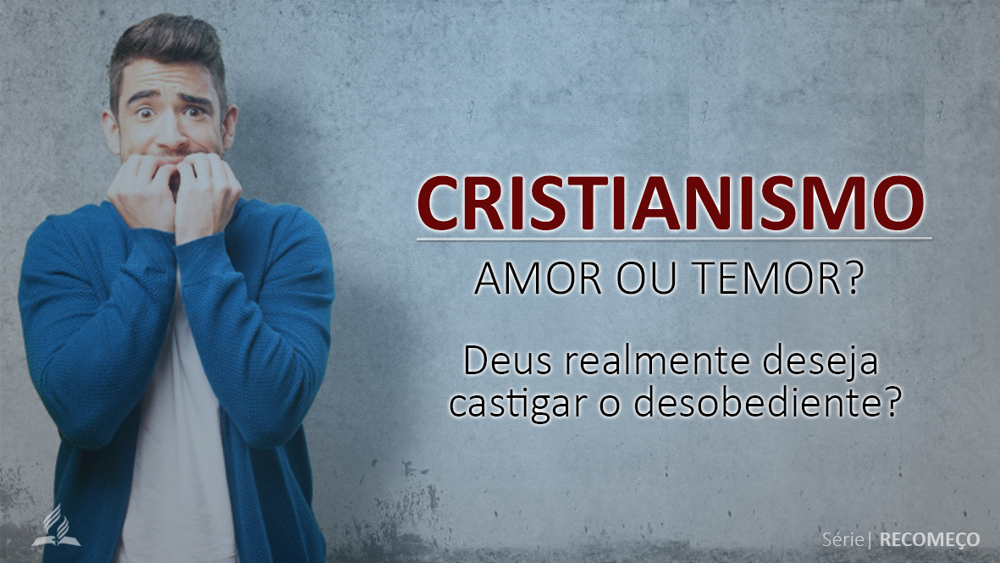 CRISTIANISMO
AMOR OU TEMOR?
Deus realmente deseja
castigar o desobediente?
Série| RECOMEÇO